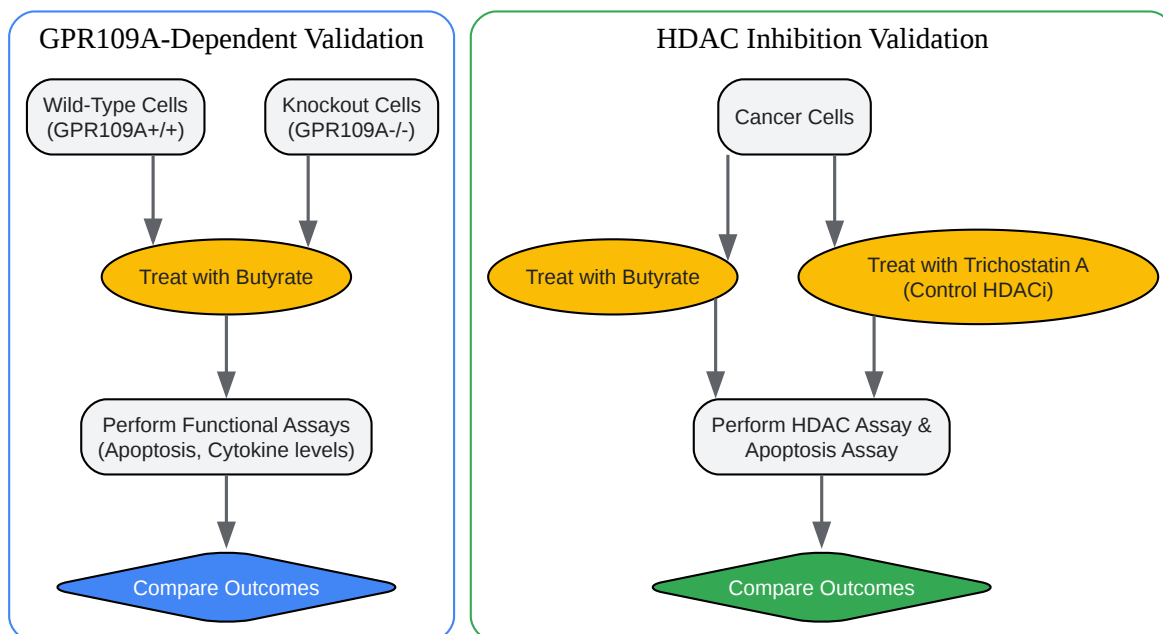 GPR109A-Dependent Validation
Wild-Type Cells
(GPR109A+/+)
Knockout Cells
(GPR109A-/-)
Treat with Butyrate
Perform Functional Assays
(Apoptosis, Cytokine levels)
Compare Outcomes
HDAC Inhibition Validation
Cancer Cells
Treat with Butyrate
Treat with Trichostatin A
(Control HDACi)
Perform HDAC Assay &
Apoptosis Assay
Compare Outcomes